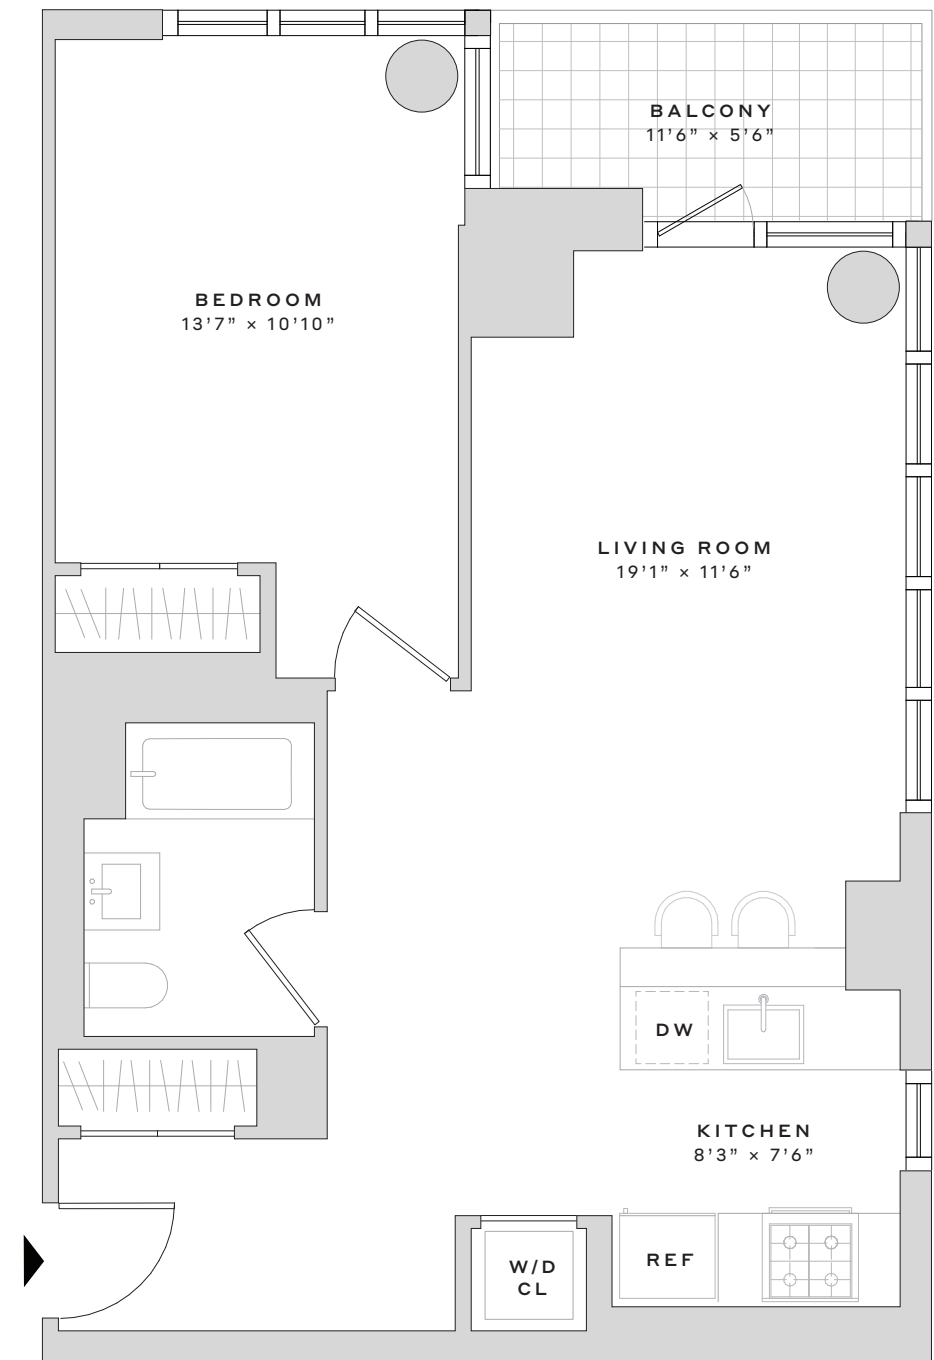 BALCONY
11’6” × 5’6”
BEDROOM
13’7” × 10’10”
LIVING ROOM
19’1” × 11’6”
DW
KITCHEN
8’3” × 7’6”
W/D
CL
REF